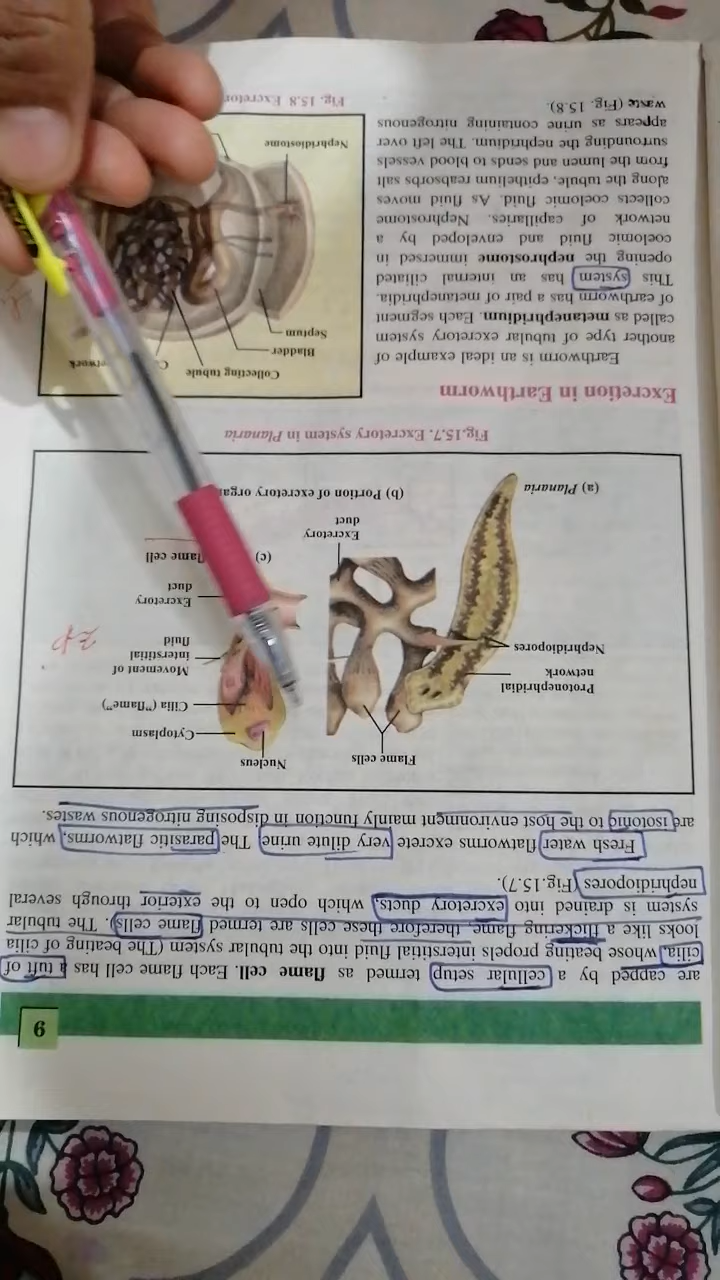 9
are capped by a cellular setup termed as flame cell. Each flame cell has a tuft of
cilia, whose beating propels interstitial fluid into the tubular system (The beating of cilia
looks like a flickering flame, therefore these cells are termed flame cells). The tubular
system is drained into excretory ducts, which open to the exterior through several
nephridiopores (Fig.15.7).
Fresh water flatworms excrete very dilute urine. The parasitic flatworms, which
are isotonic to the host environment mainly function in disposing nitrogenous wastes.
Flame cells
Protonephridial
network
Nephridiopores
Excretory
duct
Nucleus
Cytoplasm
Cilia ("flame")
Movement of
interstitial
fluid
Excretory
duct
(a) Planaria
(b) Portion of excretory organ
(c) flame cell
Fig.15.7. Excretory system in Planaria
Excretion in Earthworm
Earthworm is an ideal example of
another type of tubular excretory system
called as metanephridium. Each segment
of earthworm has a pair of metanephridia.
This system has an internal ciliated
opening the nephrostome immersed in
coelomic fluid and enveloped by a
network of capillaries. Nephrostome
collects coelomic fluid. As fluid moves
along the tubule, epithelium reabsorbs salt
from the lumen and sends to blood vessels
surrounding the nephridium. The left over
appears as urine containing nitrogenous
waste (Fig. 15.8).
Collecting tubule
Bladder
Septum
Nephridiostome
Fig. 15.8 Excretor